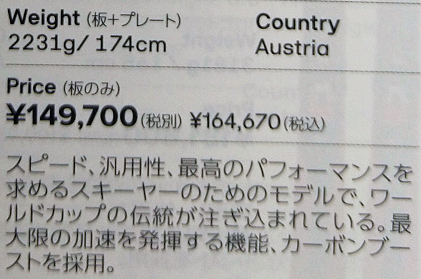 Weight (板+プレート)
2231g/ 174cm
Country
Austria
Price (板のみ)
¥149,700(税別) ¥164,670(税込)
スピード、汎用性、最高のパフォーマンスを
求めるスキーヤーのためのモデルで、ワー
ルドカップの伝統が注ぎ込まれている。最
大限の加速を発揮する機能、カーボンブー
ストを採用。